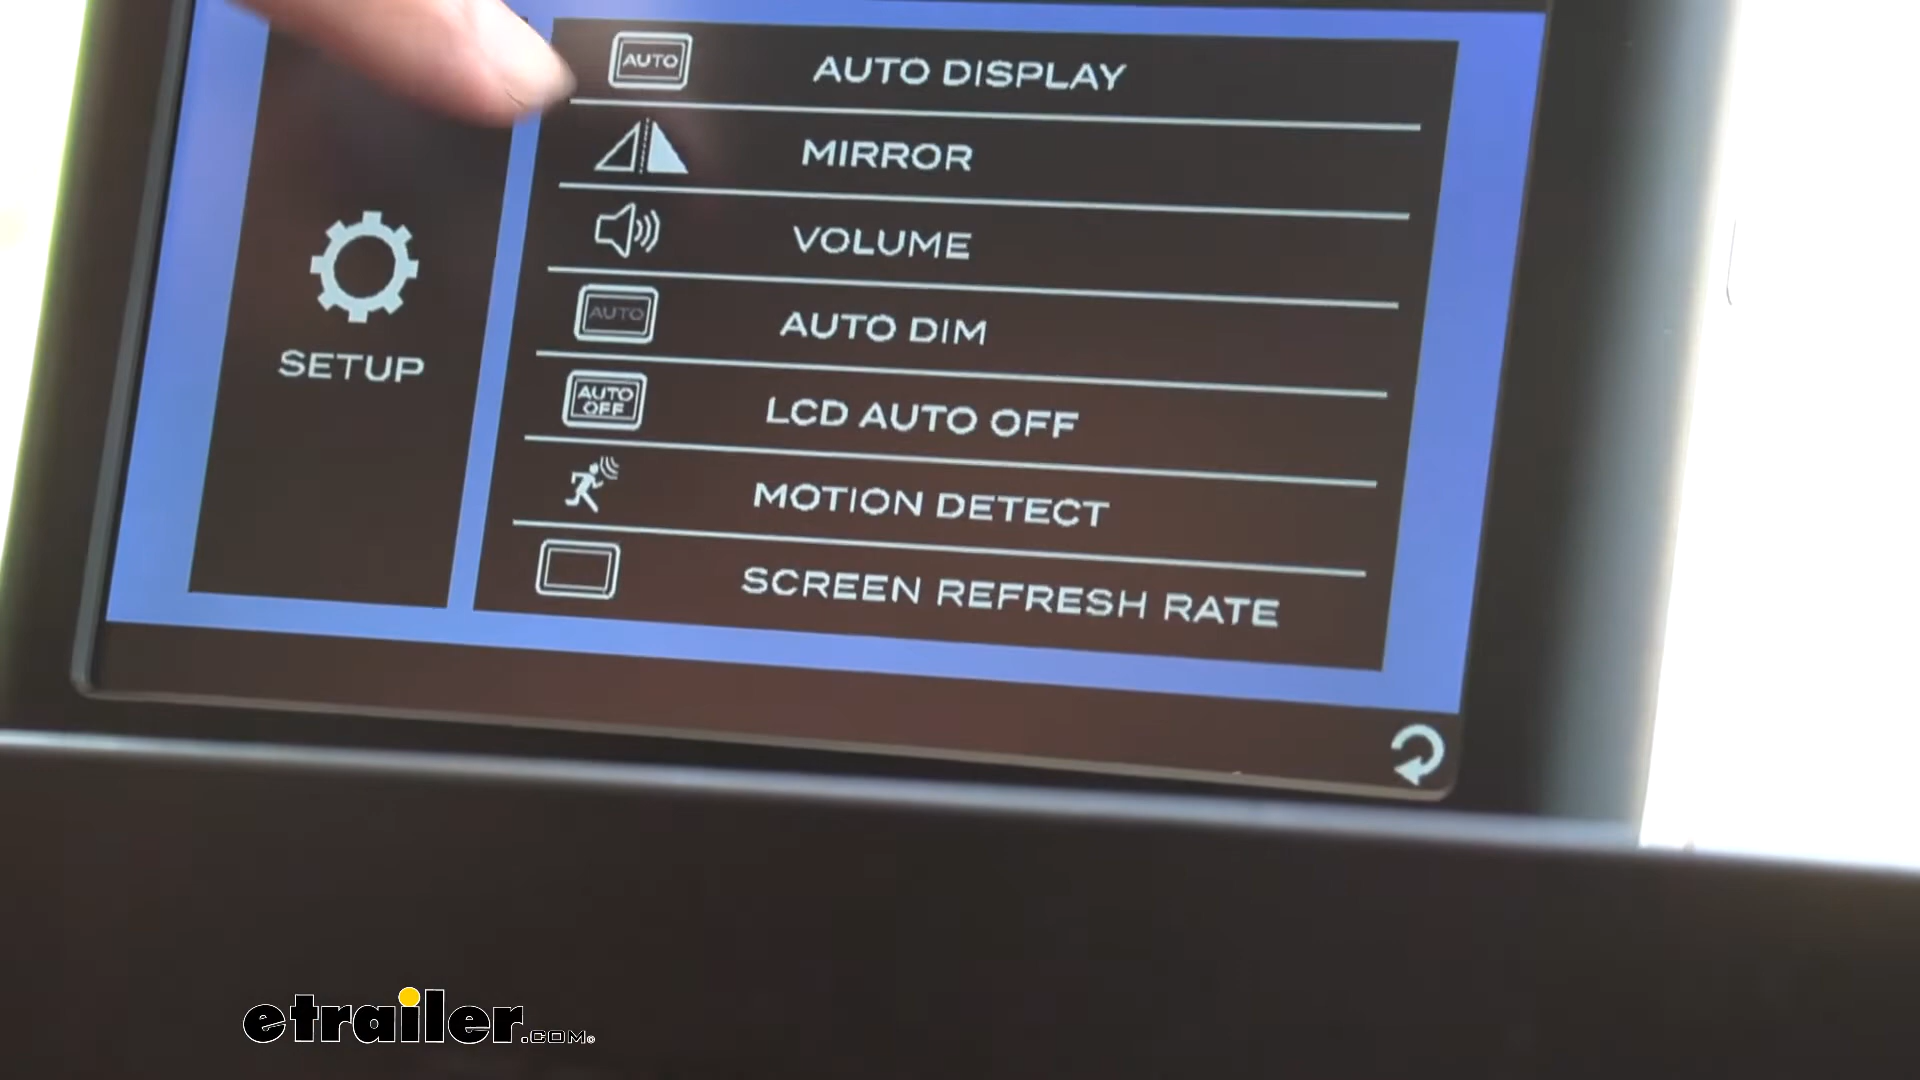 AUTO
AUTO DISPLAY
MIRROR
VOLUME
AUTO
AUTO DIM
SETUP
AUTO
OFF
LCD AUTO OFF
MOTION DETECT
SCREEN REFRESH RATE
etrailer.COM